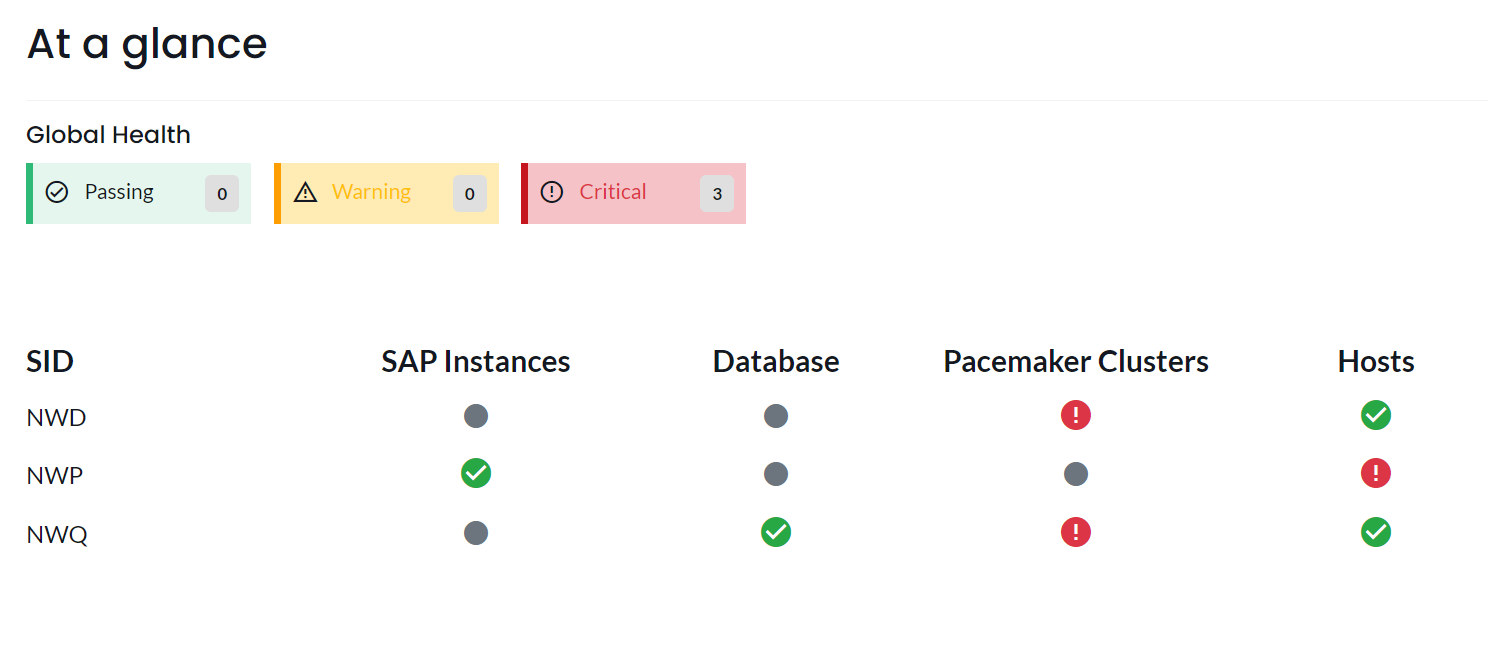 At a glance
Global Health
Passing 0 Warning 0 Critical 3
SID SAP Instances Database Pacemaker Clusters Hosts
NWD
NWP
NWQ